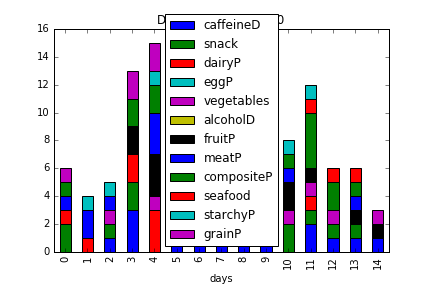 16
14
12
10
8
6
4
2
0
caffeineD
snack
dairyP
eggP
vegetables
alcoholD
fruitP
meatP
compositeP
seafood
starchyP
grainP
0 1 2 3 4 5 6 7 8 9 10 11 12 13 14
days